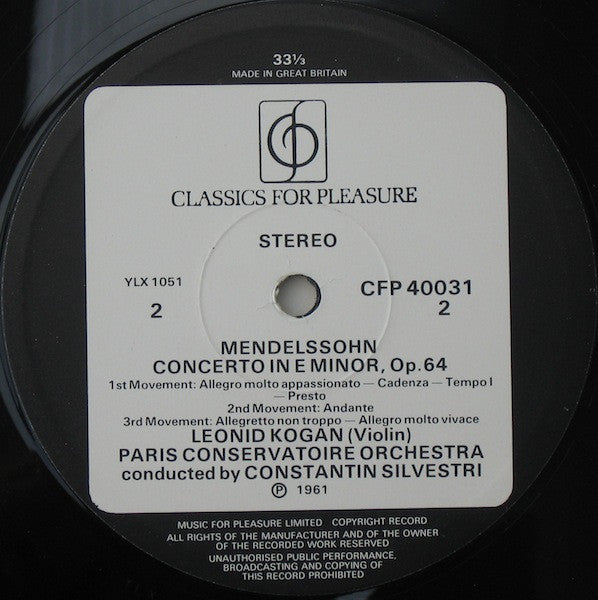 33⅓
MADE IN GREAT BRITAIN
CLASSICS FOR PLEASURE
STEREO
YLX 1051
2
CFP 40031
2
MENDELSSOHN
CONCERTO IN E MINOR, Op.64
1st Movement: Allegro molto appassionato — Cadenza — Tempo I
— Presto
2nd Movement: Andante
3rd Movement: Allegretto non troppo — Allegro molto vivace
LEONID KOGAN (Violin)
PARIS CONSERVATOIRE ORCHESTRA
conducted by CONSTANTIN SILVESTRI
℗ 1961
MUSIC FOR PLEASURE LIMITED COPYRIGHT RECORD
ALL RIGHTS OF THE MANUFACTURER AND OF THE OWNER
OF THE RECORDED WORK RESERVED
UNAUTHORISED PUBLIC PERFORMANCE,
BROADCASTING AND COPYING OF
THIS RECORD PROHIBITED